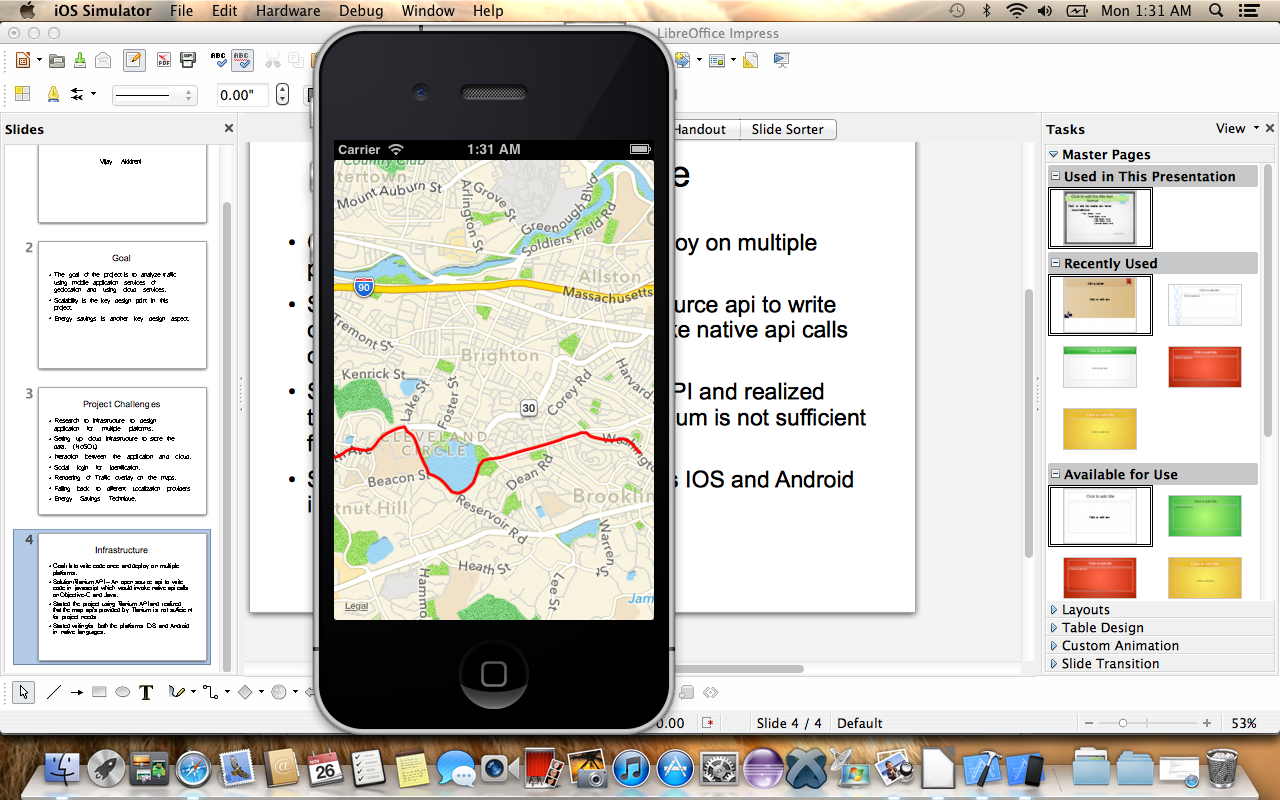 iOS Simulator File Edit Hardware Debug Window Help
Mon 1:31 AM
LibreOffice Impress
ABC ABC
PDF
0.00"
Slides
Handout Slide Sorter
Tasks View
Vijay
2
Goal
• The goal of the project is to analyze traffic
using mobile application services of
geolocation and using cloud services.
• Scalability is the key design point in this
project.
• Energy savings is another key design aspect.
3
Project Challenges
• Research to Infrastructure to design
application for multiple platforms.
• Setting up cloud Infrastructure to store the
data. (NoSQL)
• Interaction between the application and cloud.
• Social login for Identification.
• Rendering of Traffic overlay on the maps.
• Falling back to different Localization providers
• Energy Savings Technique.
4
Infrastructure
• Goal is to write code once and deploy on multiple
platforms.
• Solution: Titanium API – An open source api to write
code in javascript which would invoke native api calls
on Objective-C and Java.
• Started the project using Titanium API and realized
that the map api's provided by Titanium is not sufficient
for project needs
• Started writing for both the platforms IOS and Android
in native languages.
e
oy on multiple
urce api to write
ke native api calls
PI and realized
um is not sufficient
s IOS and Android
Carrier 1:31 AM
Country Club
tertown
Mount Auburn St
Arlington St
Grove St
Greenough Blvd
Soldiers Field Rd
Allston
90
Massachusetts
Tremont St
Brighton
Kenrick St
Lake St
Foster St
Corey Rd
Harvard
30
CLEVELAND
CIRCLE
Washing
n Ave
Beacon St
Dean Rd
Brooklin
tnut Hill
Reservoir Rd
Warren St
Heath St
Hammo
Lee St
Jam
Legal
Master Pages
Used in This Presentation
Recently Used
Available for Use
Layouts
Table Design
Custom Animation
Slide Transition
T
0.00 Slide 4 / 4 Default 53%
NOV
26